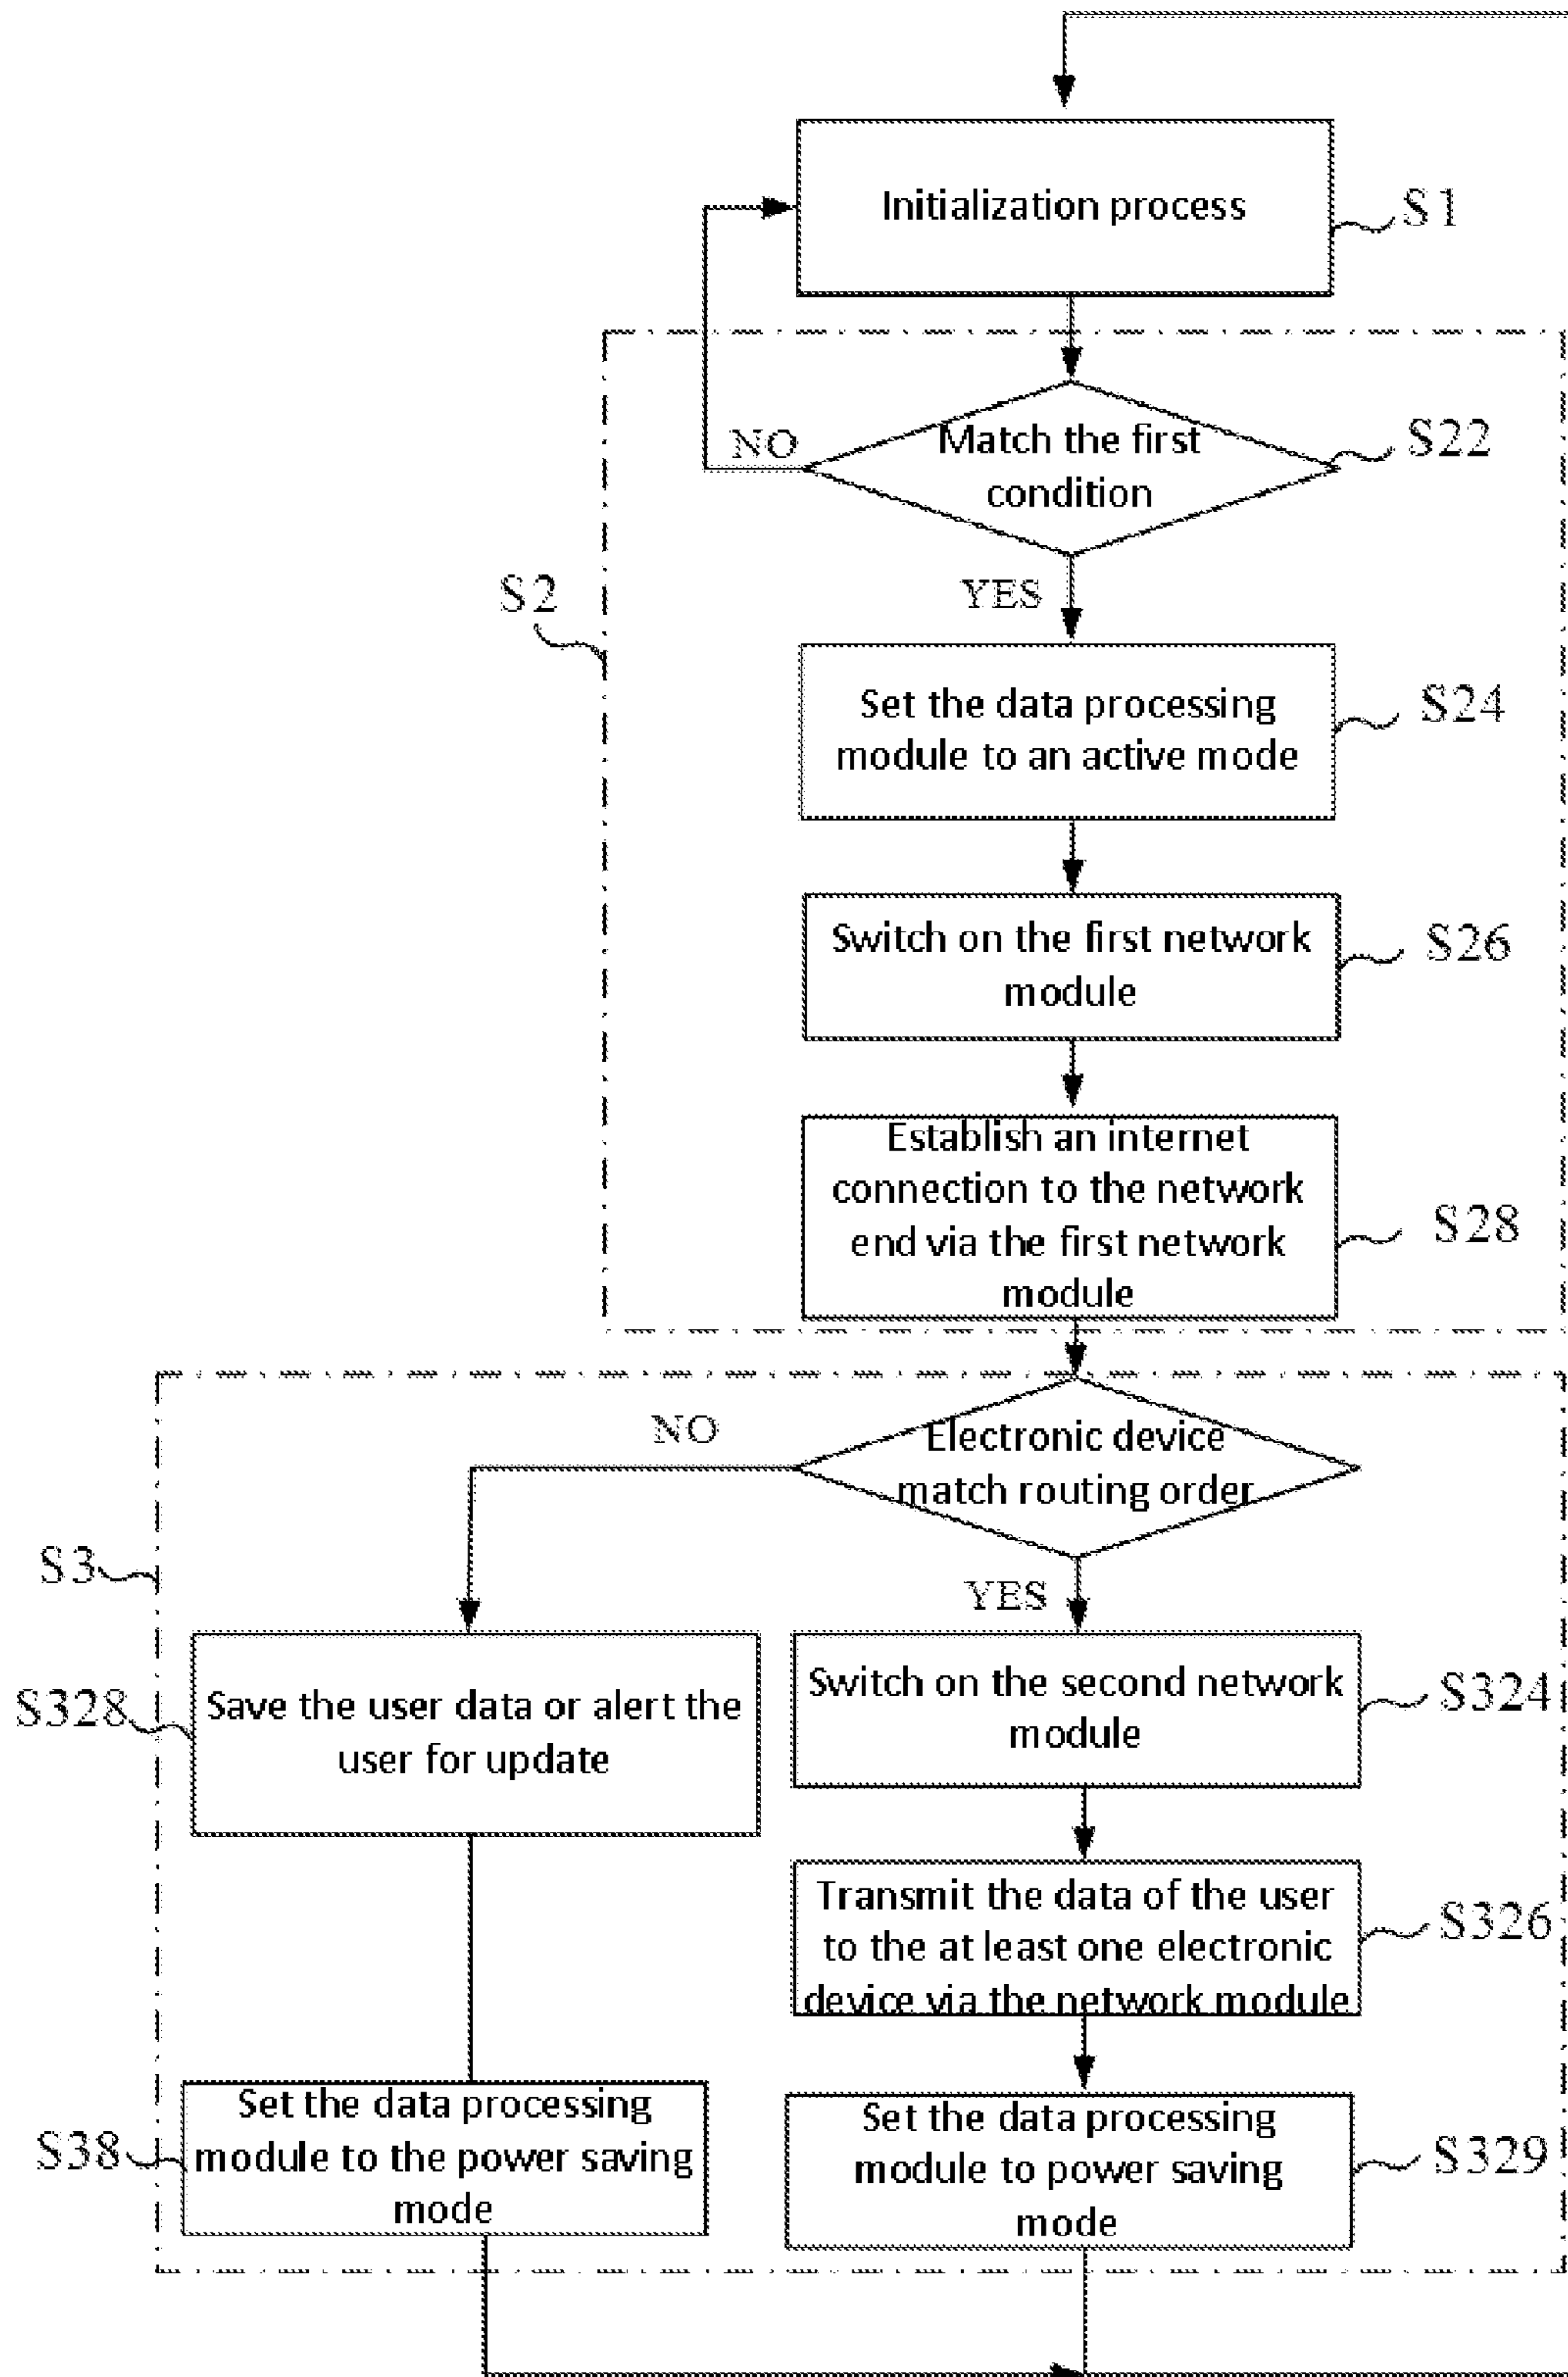 Initialization process
S1
NO
Match the first
condition
S22
YES
S2
Set the data processing
module to an active mode
S24
Switch on the first network
module
S26
Establish an internet
connection to the network
end via the first network
module
S28
NO
Electronic device
match routing order
S3
YES
S328
Save the user data or alert the
user for update
Switch on the second network
module
S324
Transmit the data of the user
to the at least one electronic
device via the network module
S326
S38
Set the data processing
module to the power saving
mode
Set the data processing
module to power saving
mode
S329